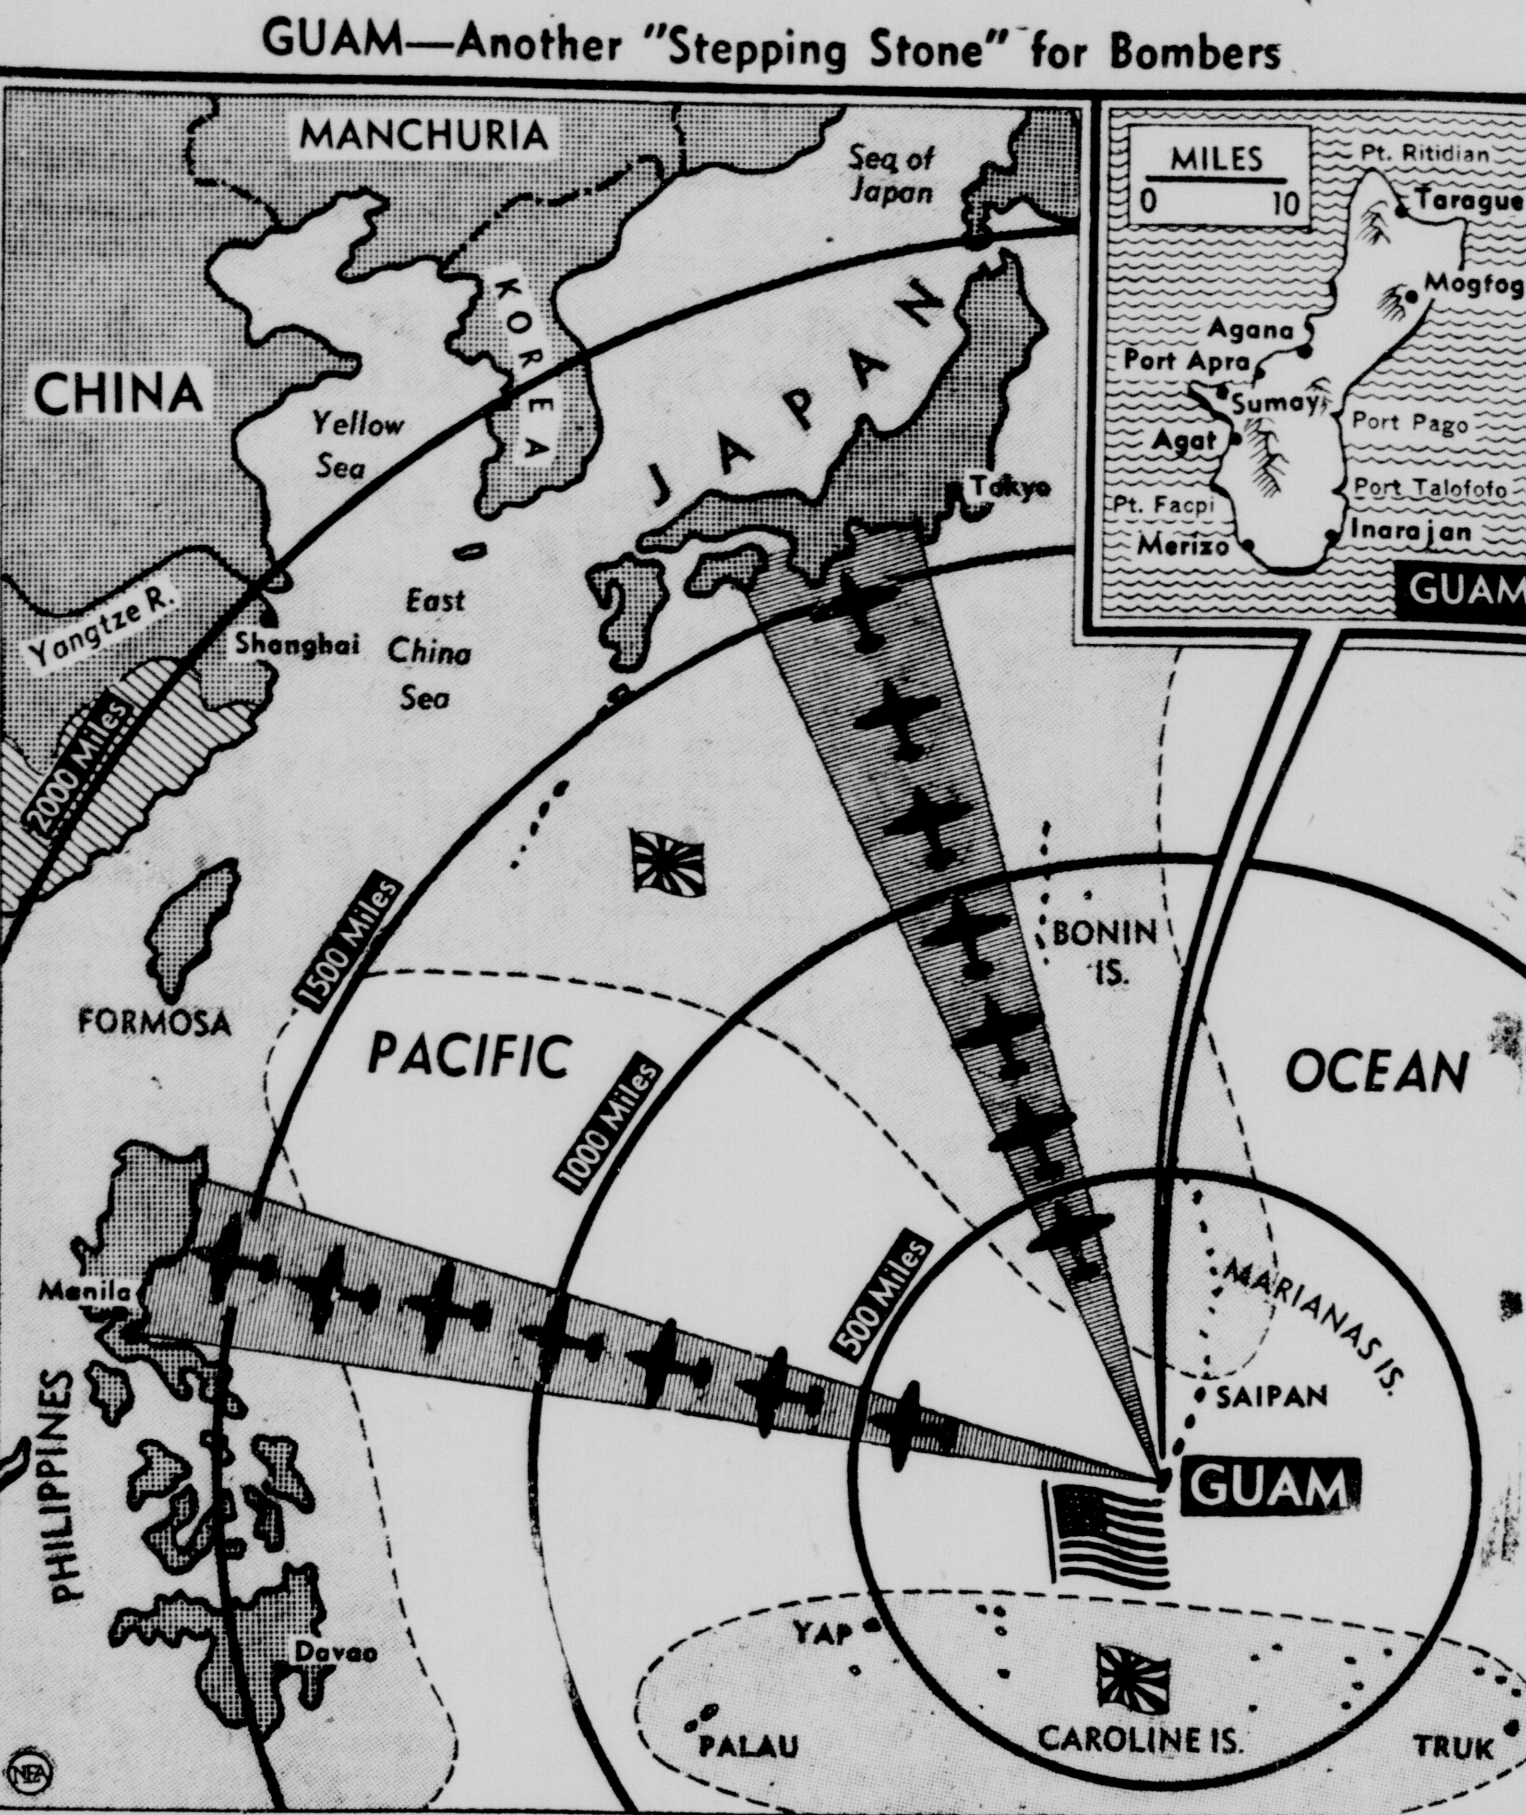 GUAM—Another "Stepping Stone" for Bombers
MANCHURIA
Sea of
Japan
KOREA
CHINA
Yellow
Sea
JAPAN
Tokyo
Yangtze R.
Shanghai
East
China
Sea
2000 Miles
1500 Miles
1000 Miles
500 Miles
FORMOSA
PACIFIC
OCEAN
BONIN
IS.
MARIANAS IS.
SAIPAN
GUAM
Manila
PHILIPPINES
Davao
YAP
PALAU
CAROLINE IS.
TRUK
NEA
MILES
0 10
Pt. Ritidian
Tarague
Mogfog
Agana
Port Apra
Sumay
Port Pago
Agat
Port Talofofo
Pt. Facpi
Inarajan
Merizo
GUAM